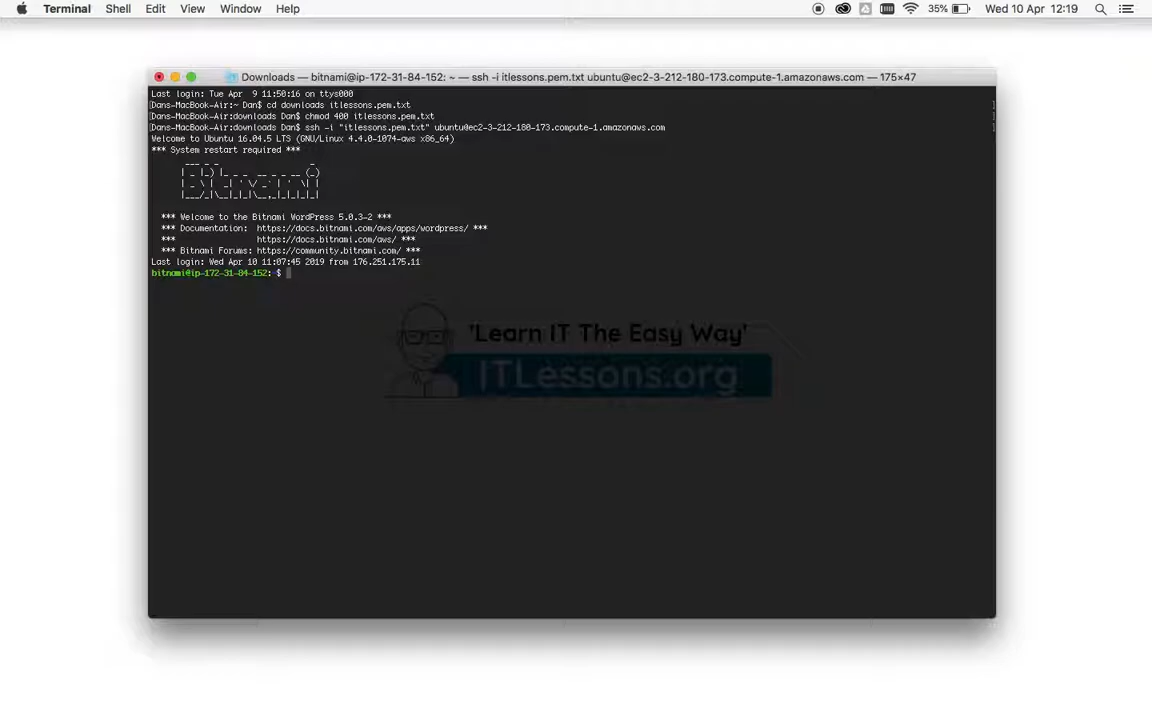 Terminal Shell Edit View Window Help 35% Wed 10 Apr 12:19
Downloads — bitnami@ip-172-31-84-152: ~ — ssh -i itlessons.pem.txt ubuntu@ec2-3-212-180-173.compute-1.amazonaws.com — 175×47
Last login: Tue Apr  9 11:50:16 on ttys000
[Dans-MacBook-Air:~ Dan$ cd downloads itlessons.pem.txt ]
[Dans-MacBook-Air:downloads Dan$ chmod 400 itlessons.pem.txt ]
[Dans-MacBook-Air:downloads Dan$ ssh -i "itlessons.pem.txt" ubuntu@ec2-3-212-180-173.compute-1.amazonaws.com ]
Welcome to Ubuntu 16.04.5 LTS (GNU/Linux 4.4.0-1074-aws x86_64)
*** System restart required ***
Bitnami
*** Welcome to the Bitnami WordPress 5.0.3-2 ***
*** Documentation:  https://docs.bitnami.com/aws/apps/wordpress/ ***
***                 https://docs.bitnami.com/aws/ ***
*** Bitnami Forums: https://community.bitnami.com/ ***
Last login: Wed Apr 10 11:07:45 2019 from 176.251.175.11
bitnami@ip-172-31-84-152:~$
'Learn IT The Easy Way'
ITLessons.org